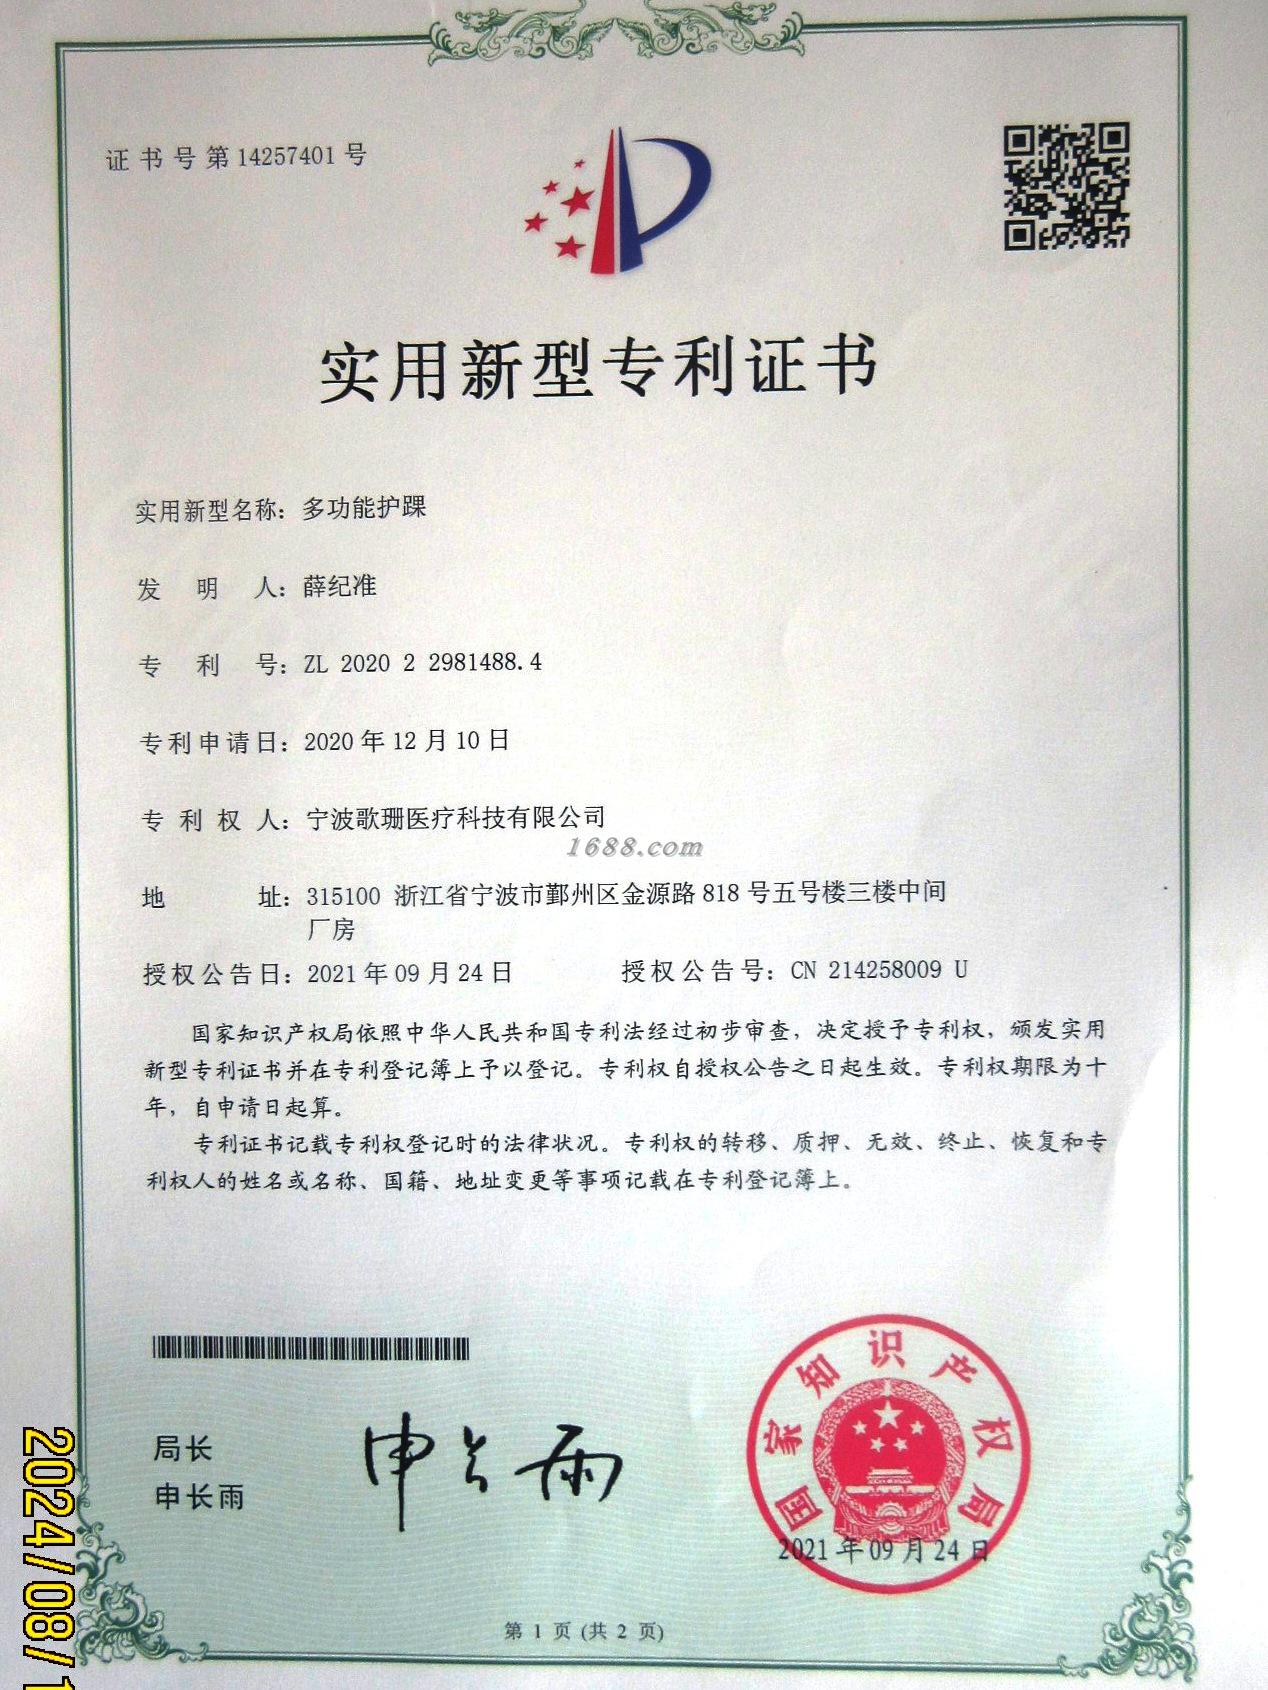 证书号第14257401号
实用新型专利证书
实用新型名称：多功能护踝
发明人：薛纪准
专利号：ZL 2020 2 2981488.4
专利申请日：2020年12月10日
专利权人：宁波歌珊医疗科技有限公司
1688.com
地址：315100 浙江省宁波市鄞州区金源路818号五号楼三楼中间
厂房
授权公告日：2021年09月24日 授权公告号：CN 214258009 U
国家知识产权局依照中华人民共和国专利法经过初步审查，决定授予专利权，颁发实用
新型专利证书并在专利登记簿上予以登记。专利权自授权公告之日起生效。专利权期限为十
年，自申请日起算。
专利证书记载专利权登记时的法律状况。专利权的转移、质押、无效、终止、恢复和专
利权人的姓名或名称、国籍、地址变更等事项记载在专利登记簿上。
局长
申长雨
申长雨
国家知识产权局
2021年09月24日
第 1 页 (共 2 页)
2024/08/1